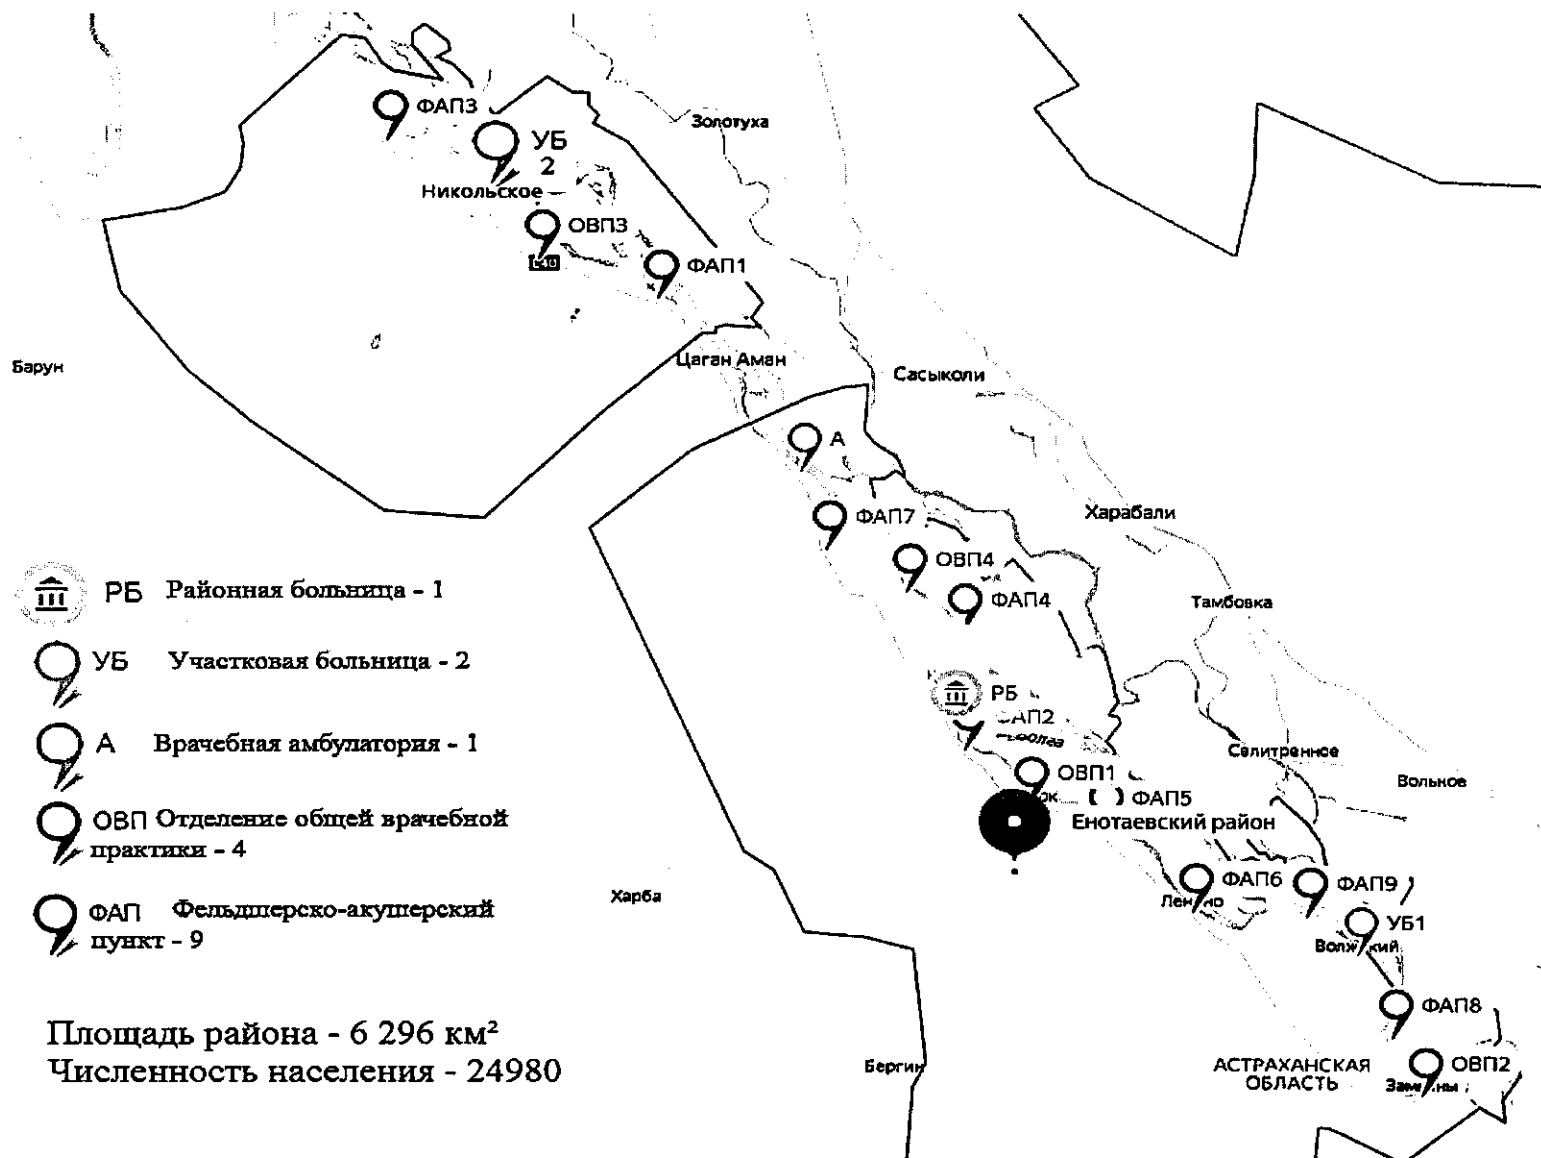 ФАП3
Золотуха
УБ
2
Никольское
ОВП3
E40
ФАП1
Барун
Цаган Аман
Сасыколи
А
Харабали
ФАП7
ОВП4
ФАП4
Тамбовка
РБ Районная больница - 1
УБ Участковая больница - 2
А Врачебная амбулатория - 1
ОВП Отделение общей врачебной
практики - 4
ФАП Фельдшерско-акушерский
пункт - 9
РБ
ФАП2
Селитренное
Вольное
ОВП1
ФАП5
Енотаевский район
Харба
ФАП6
ФАП9
УБ1
Волжский
ФАП8
Площадь района - 6 296 км²
Численность населения - 24980
Бергин
АСТРАХАНСКАЯ
ОБЛАСТЬ
ОВП2